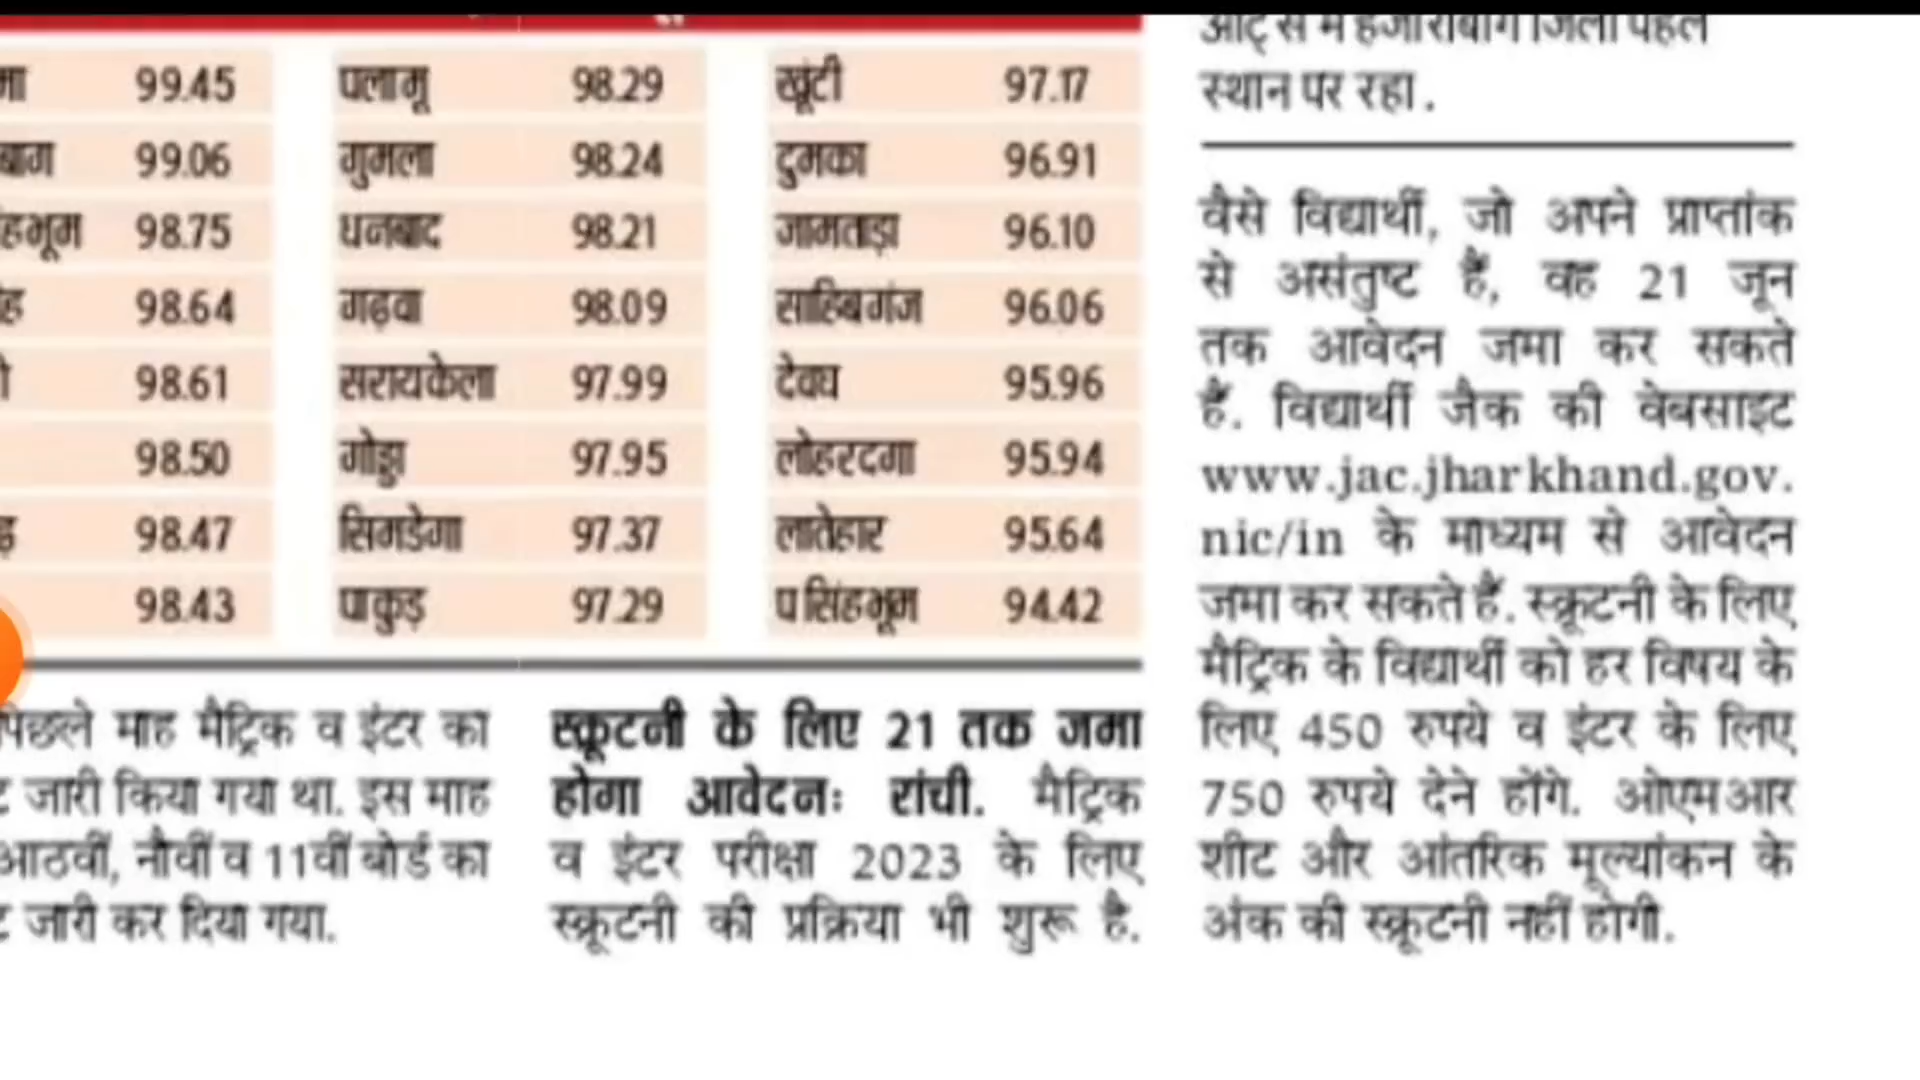 99.45
99.06
98.75
98.64
98.61
98.50
98.47
98.43
पलामू 98.29
गुमला 98.24
धनबाद 98.21
गढ़वा 98.09
सरायकेला 97.99
गोड्डा 97.95
सिमडेगा 97.37
पाकुड़ 97.29
खूंटी 97.17
दुमका 96.91
जामताड़ा 96.10
साहिबगंज 96.06
देवघ 95.96
लोहरदगा 95.94
लातेहार 95.64
प सिंहभूम 94.42
पिछले माह मैट्रिक व इंटर का
जारी किया गया था. इस माह
आठवीं, नौवीं व 11वीं बोर्ड का
जारी कर दिया गया.
स्क्रूटनी के लिए 21 तक जमा
होगा आवेदन: रांची. मैट्रिक
व इंटर परीक्षा 2023 के लिए
स्क्रूटनी की प्रक्रिया भी शुरू है.
आर्ट्स में हजारीबाग जिला पहले
स्थान पर रहा.
वैसे विद्यार्थी, जो अपने प्राप्तांक
से असंतुष्ट हैं, वह 21 जून
तक आवेदन जमा कर सकते
हैं. विद्यार्थी जैक की वेबसाइट
www.jac.jharkhand.gov.
nic/in के माध्यम से आवेदन
जमा कर सकते हैं. स्क्रूटनी के लिए
मैट्रिक के विद्यार्थी को हर विषय के
लिए 450 रुपये व इंटर के लिए
750 रुपये देने होंगे. ओएमआर
शीट और आंतरिक मूल्यांकन के
अंक की स्क्रूटनी नहीं होगी.